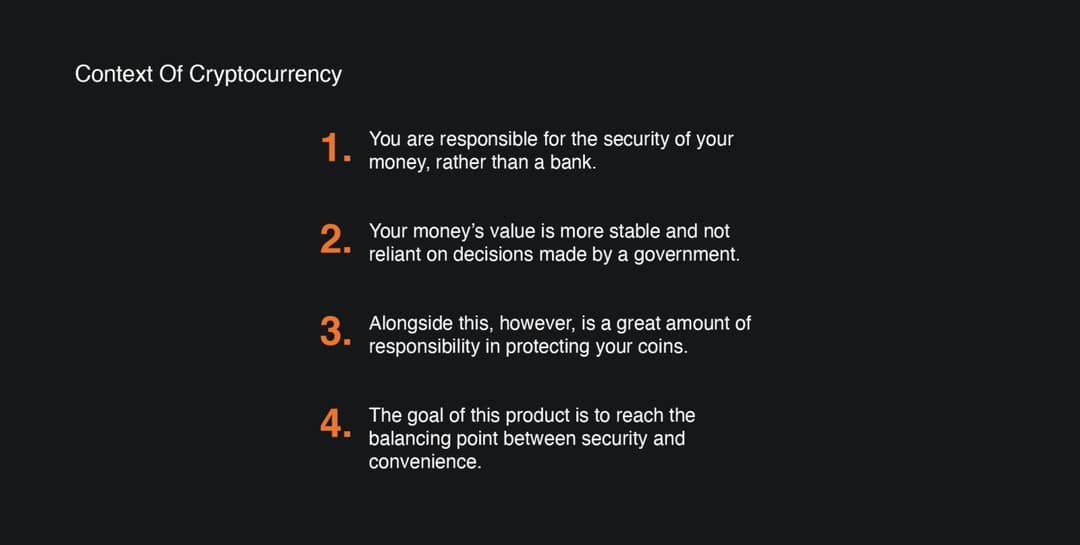 Context Of Cryptocurrency
1. You are responsible for the security of your
money, rather than a bank.
2. Your money’s value is more stable and not
reliant on decisions made by a government.
3. Alongside this, however, is a great amount of
responsibility in protecting your coins.
4. The goal of this product is to reach the
balancing point between security and
convenience.